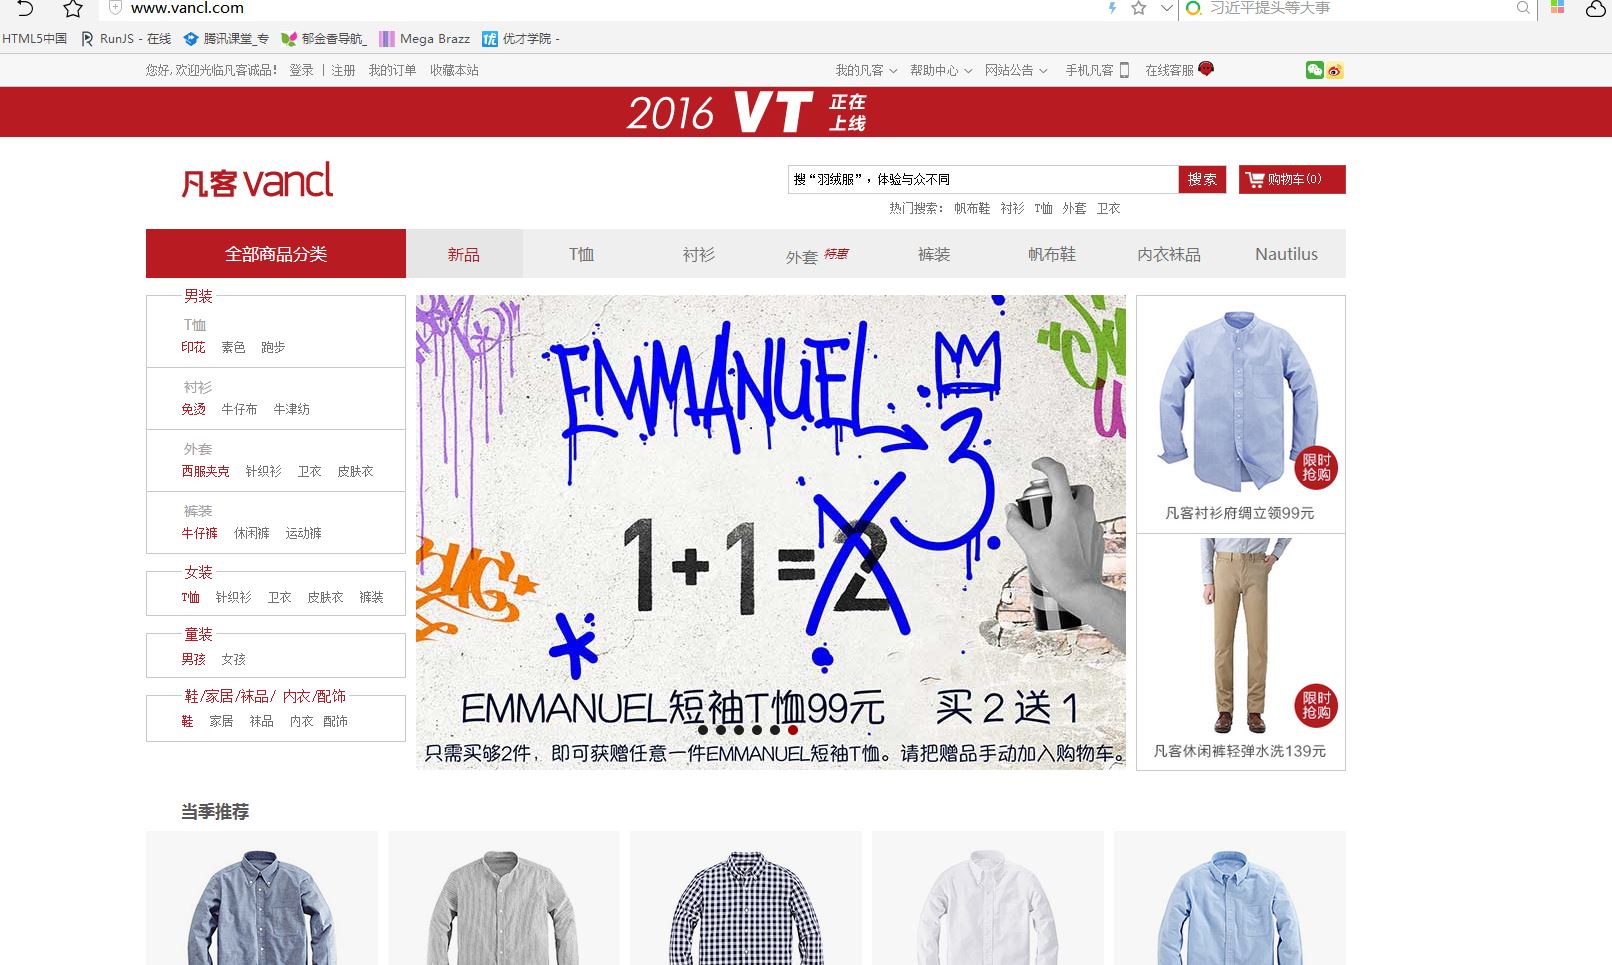 www.vancl.com
习近平提头等大事
HTML5中国 RunJS - 在线 腾讯课堂_专 郁金香导航_ Mega Brazz 优才学院 -
您好, 欢迎光临凡客诚品! 登录 | 注册 我的订单 收藏本站 我的凡客 帮助中心 网站公告 手机凡客 在线客服
2016 VT 正在上线
凡客 vancl
搜“羽绒服”，体验与众不同 搜索 购物车(0)
热门搜索: 帆布鞋 衬衫 T恤 外套 卫衣
全部商品分类 新品 T恤 衬衫 外套 特惠 裤装 帆布鞋 内衣袜品 Nautilus
男装
T恤
印花 素色 跑步
衬衫
免烫 牛仔布 牛津纺
外套
西服夹克 针织衫 卫衣 皮肤衣
裤装
牛仔裤 休闲裤 运动裤
女装
T恤 针织衫 卫衣 皮肤衣 裤装
童装
男孩 女孩
鞋/家居/袜品/ 内衣/配饰
鞋 家居 袜品 内衣 配饰
EMMANUEL
3
1+1=2
EMMANUEL短袖T恤99元 买2送1
只需买够2件，即可获赠任意一件EMMANUEL短袖T恤。请把赠品手动加入购物车。
限时
抢购
凡客衬衫府绸立领99元
限时
抢购
凡客休闲裤轻弹水洗139元
当季推荐